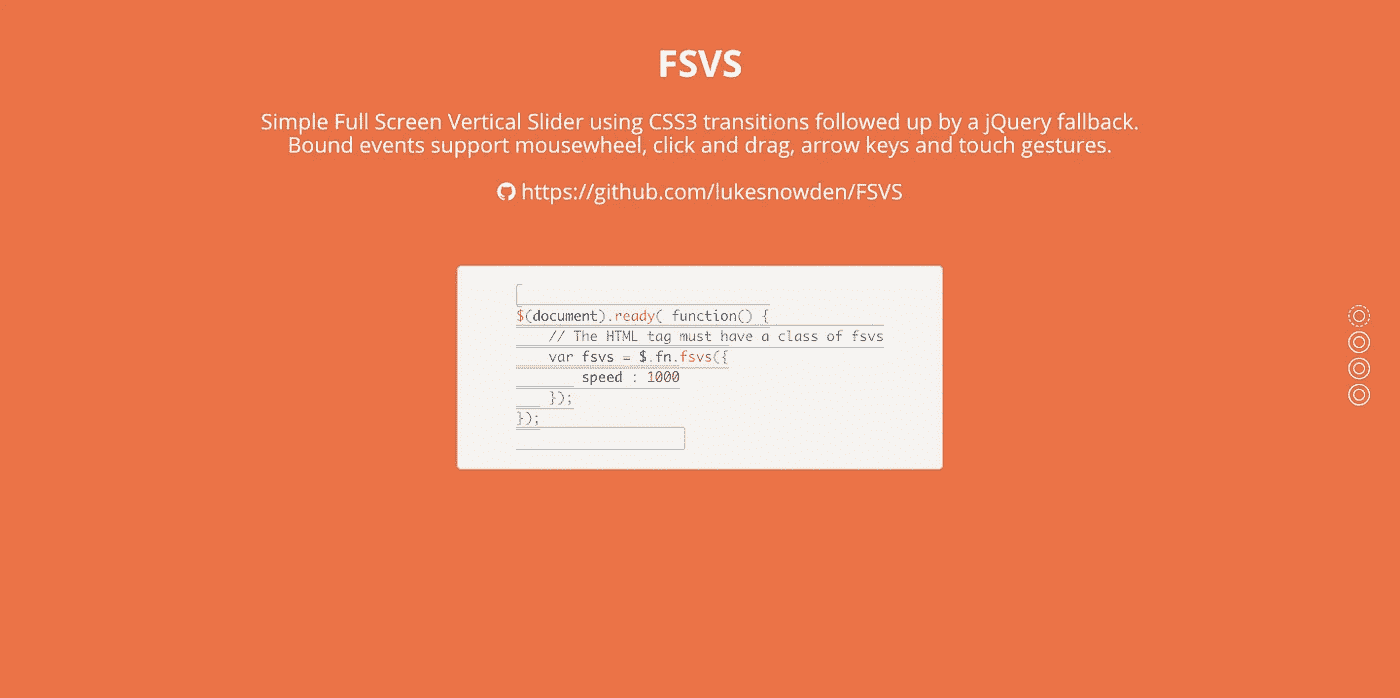 FSVS
Simple Full Screen Vertical Slider using CSS3 transitions followed up by a jQuery fallback.
Bound events support mousewheel, click and drag, arrow keys and touch gestures.
https://github.com/lukesnowden/FSVS
$(document).ready( function() {
// The HTML tag must have a class of fsvs
var fsvs = $.fn.fsvs({
speed : 1000
});
});